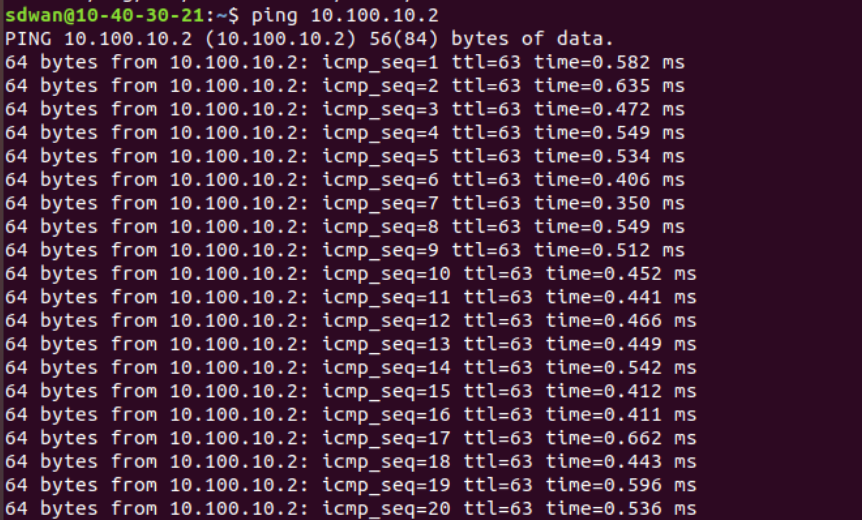 sdwan@10-40-30-21:~$ ping 10.100.10.2
PING 10.100.10.2 (10.100.10.2) 56(84) bytes of data.
64 bytes from 10.100.10.2: icmp_seq=1 ttl=63 time=0.582 ms
64 bytes from 10.100.10.2: icmp_seq=2 ttl=63 time=0.635 ms
64 bytes from 10.100.10.2: icmp_seq=3 ttl=63 time=0.472 ms
64 bytes from 10.100.10.2: icmp_seq=4 ttl=63 time=0.549 ms
64 bytes from 10.100.10.2: icmp_seq=5 ttl=63 time=0.534 ms
64 bytes from 10.100.10.2: icmp_seq=6 ttl=63 time=0.406 ms
64 bytes from 10.100.10.2: icmp_seq=7 ttl=63 time=0.350 ms
64 bytes from 10.100.10.2: icmp_seq=8 ttl=63 time=0.549 ms
64 bytes from 10.100.10.2: icmp_seq=9 ttl=63 time=0.512 ms
64 bytes from 10.100.10.2: icmp_seq=10 ttl=63 time=0.452 ms
64 bytes from 10.100.10.2: icmp_seq=11 ttl=63 time=0.441 ms
64 bytes from 10.100.10.2: icmp_seq=12 ttl=63 time=0.466 ms
64 bytes from 10.100.10.2: icmp_seq=13 ttl=63 time=0.449 ms
64 bytes from 10.100.10.2: icmp_seq=14 ttl=63 time=0.542 ms
64 bytes from 10.100.10.2: icmp_seq=15 ttl=63 time=0.412 ms
64 bytes from 10.100.10.2: icmp_seq=16 ttl=63 time=0.411 ms
64 bytes from 10.100.10.2: icmp_seq=17 ttl=63 time=0.662 ms
64 bytes from 10.100.10.2: icmp_seq=18 ttl=63 time=0.443 ms
64 bytes from 10.100.10.2: icmp_seq=19 ttl=63 time=0.596 ms
64 bytes from 10.100.10.2: icmp_seq=20 ttl=63 time=0.536 ms